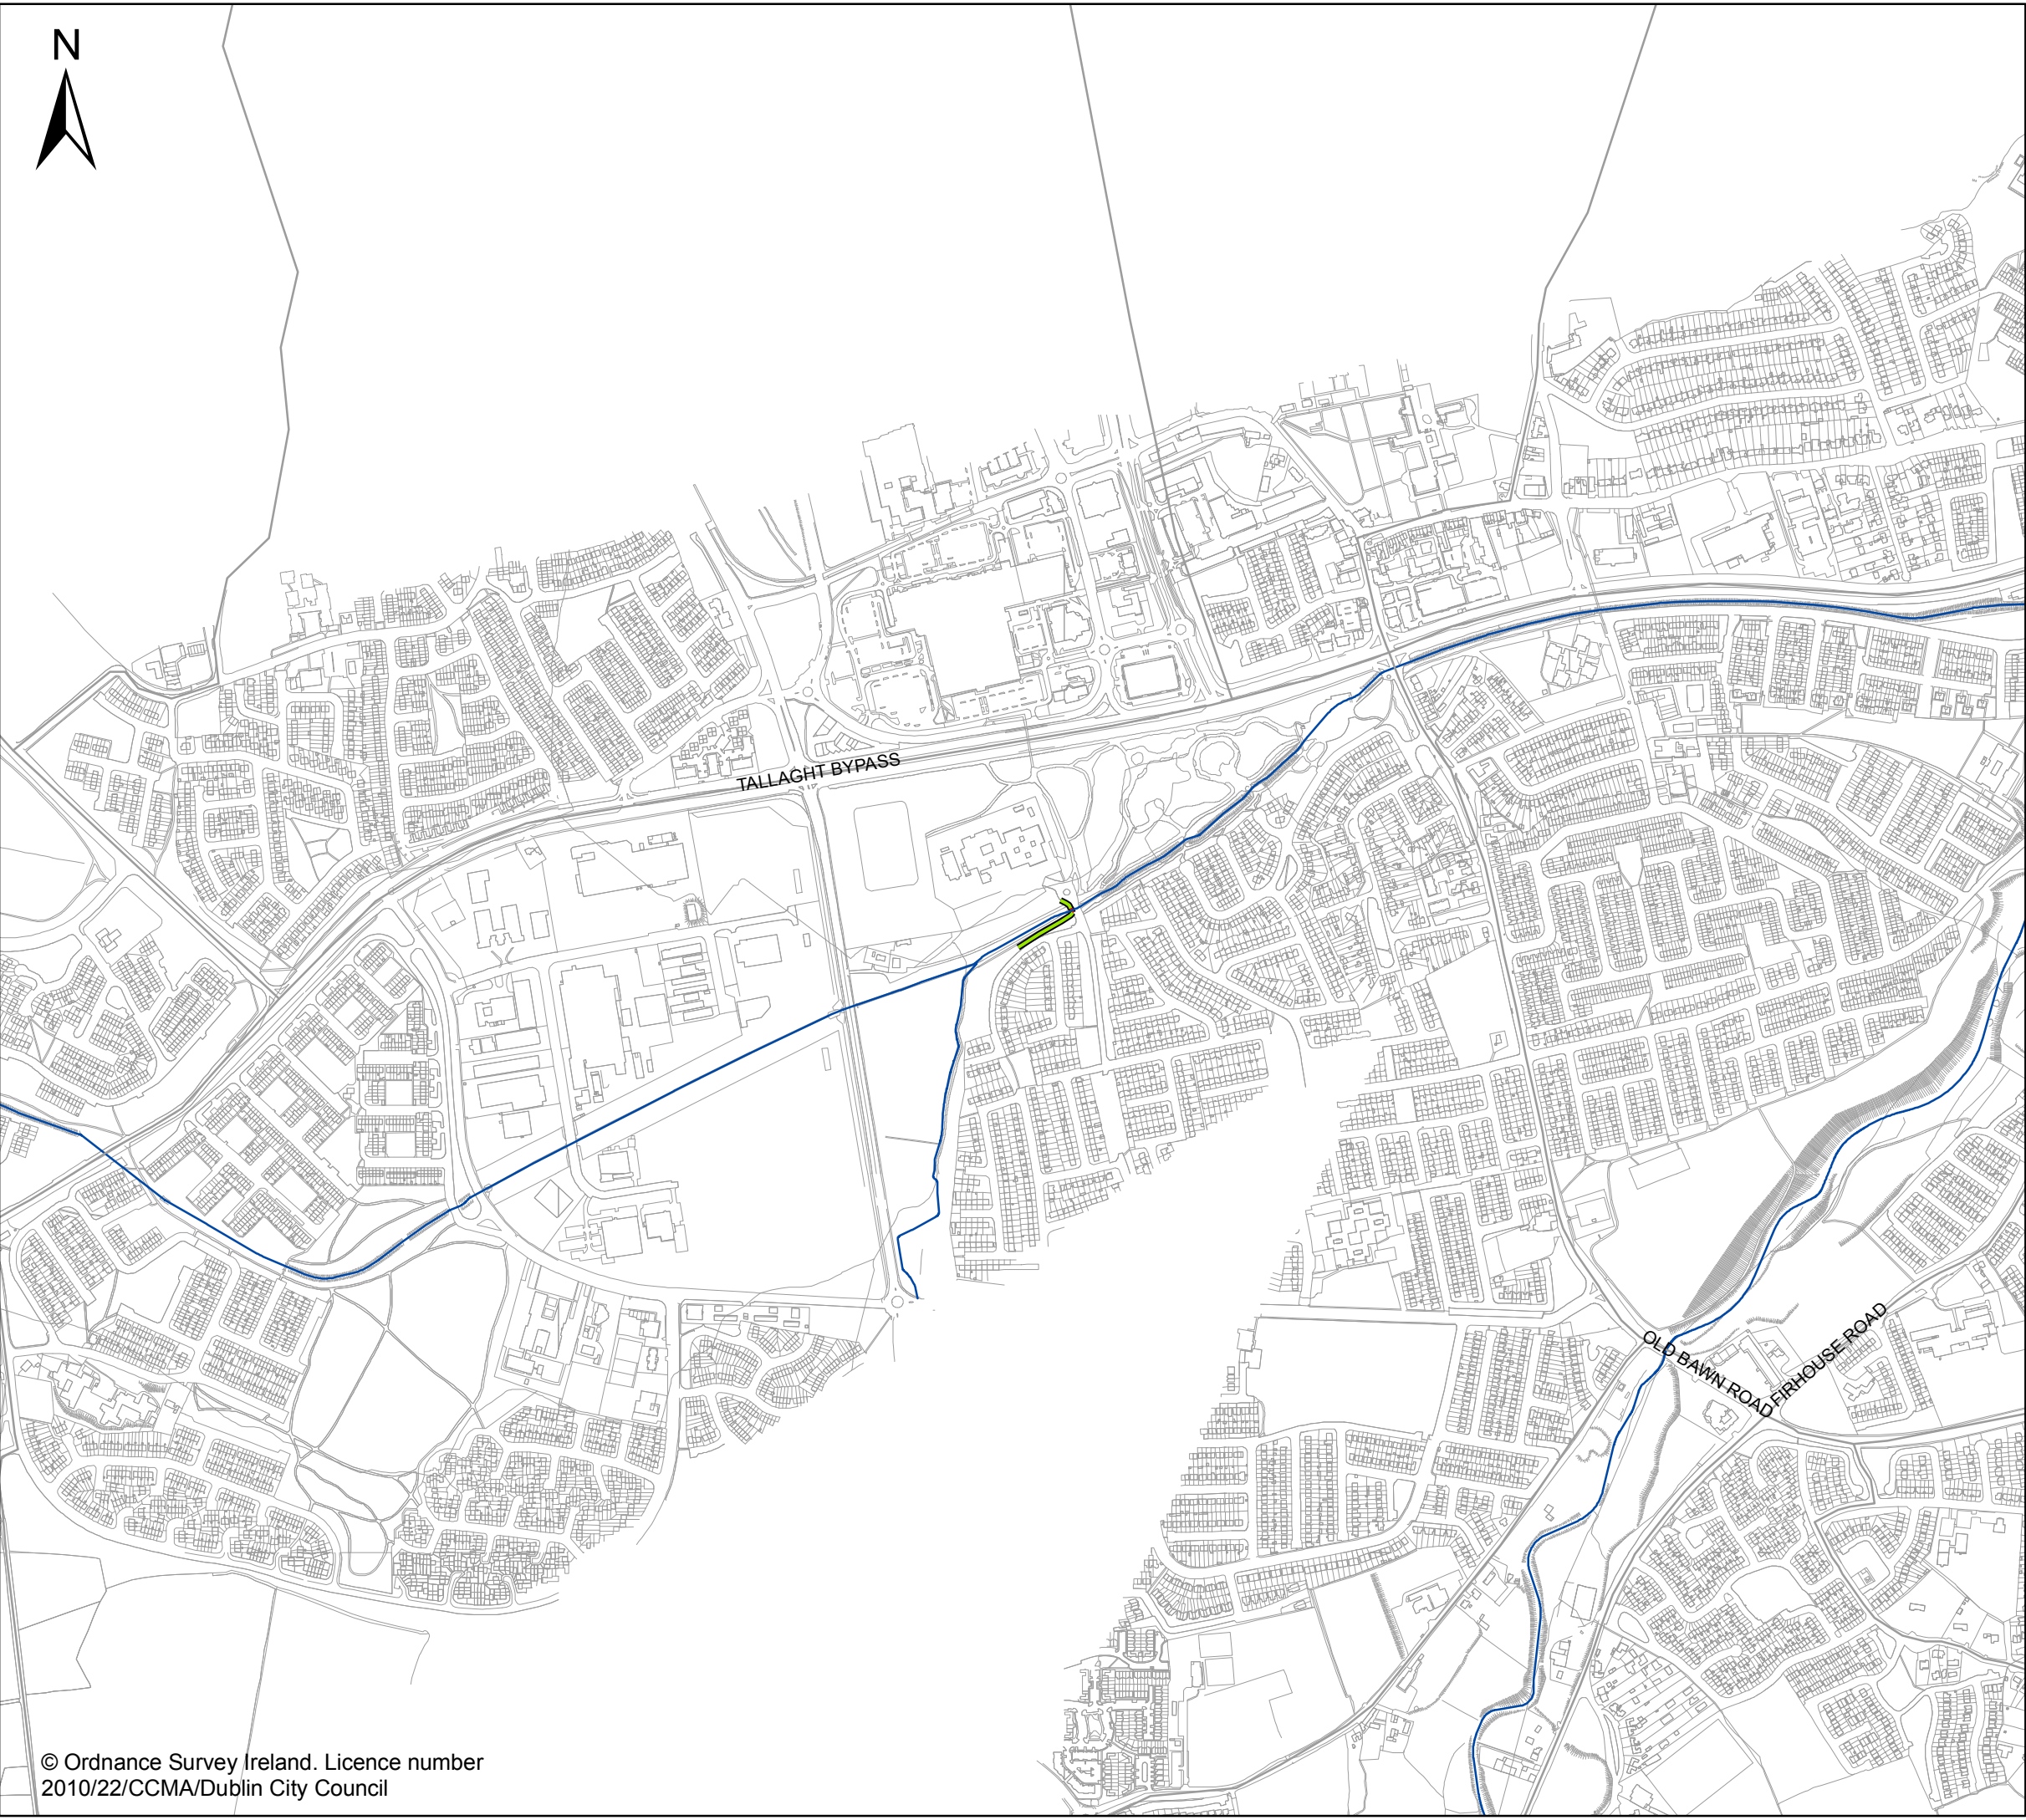 N
TALLAGHT BYPASS
OLD BAWN ROAD
FIRHOUSE ROAD
© Ordnance Survey Ireland. Licence number
2010/22/CCMA/Dublin City Council